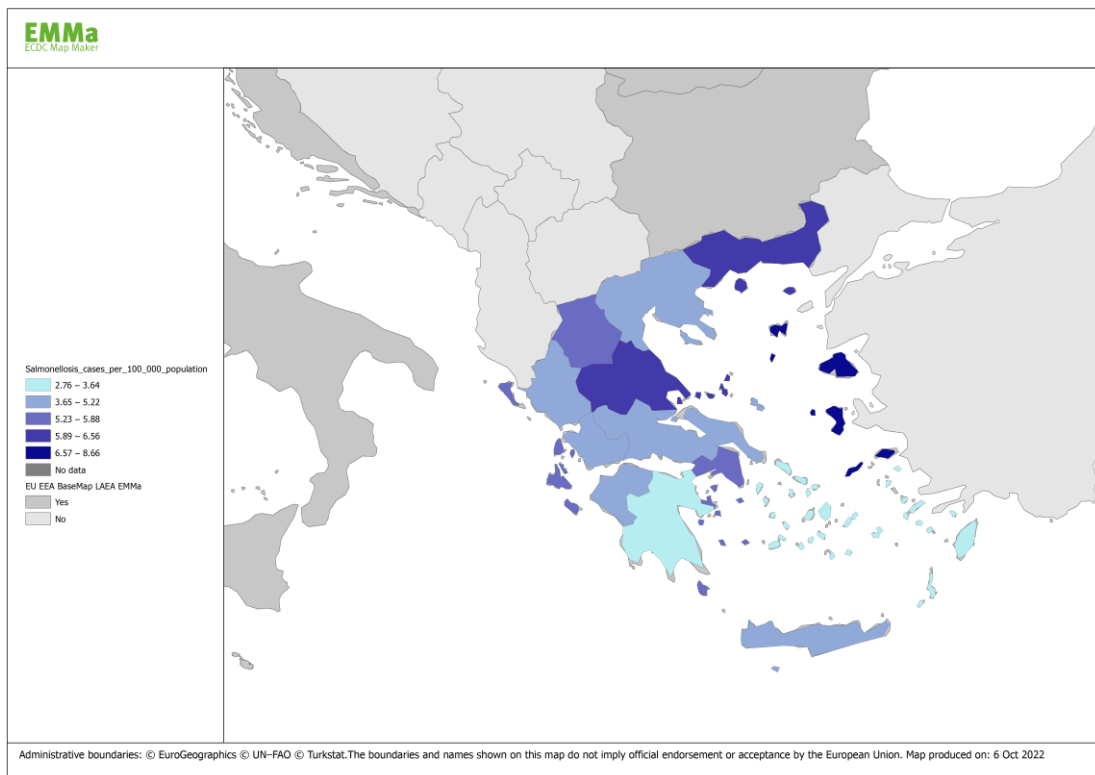 EMMa
ECDC Map Maker
Salmonellosis_cases_per_100_000_population
2.76 – 3.64
3.65 – 5.22
5.23 – 5.88
5.89 – 6.56
6.57 – 8.66
No data
EU EEA BaseMap LAEA EMMa
Yes
No
Administrative boundaries: © EuroGeographics © UN–FAO © Turkstat.The boundaries and names shown on this map do not imply official endorsement or acceptance by the European Union. Map produced on: 6 Oct 2022